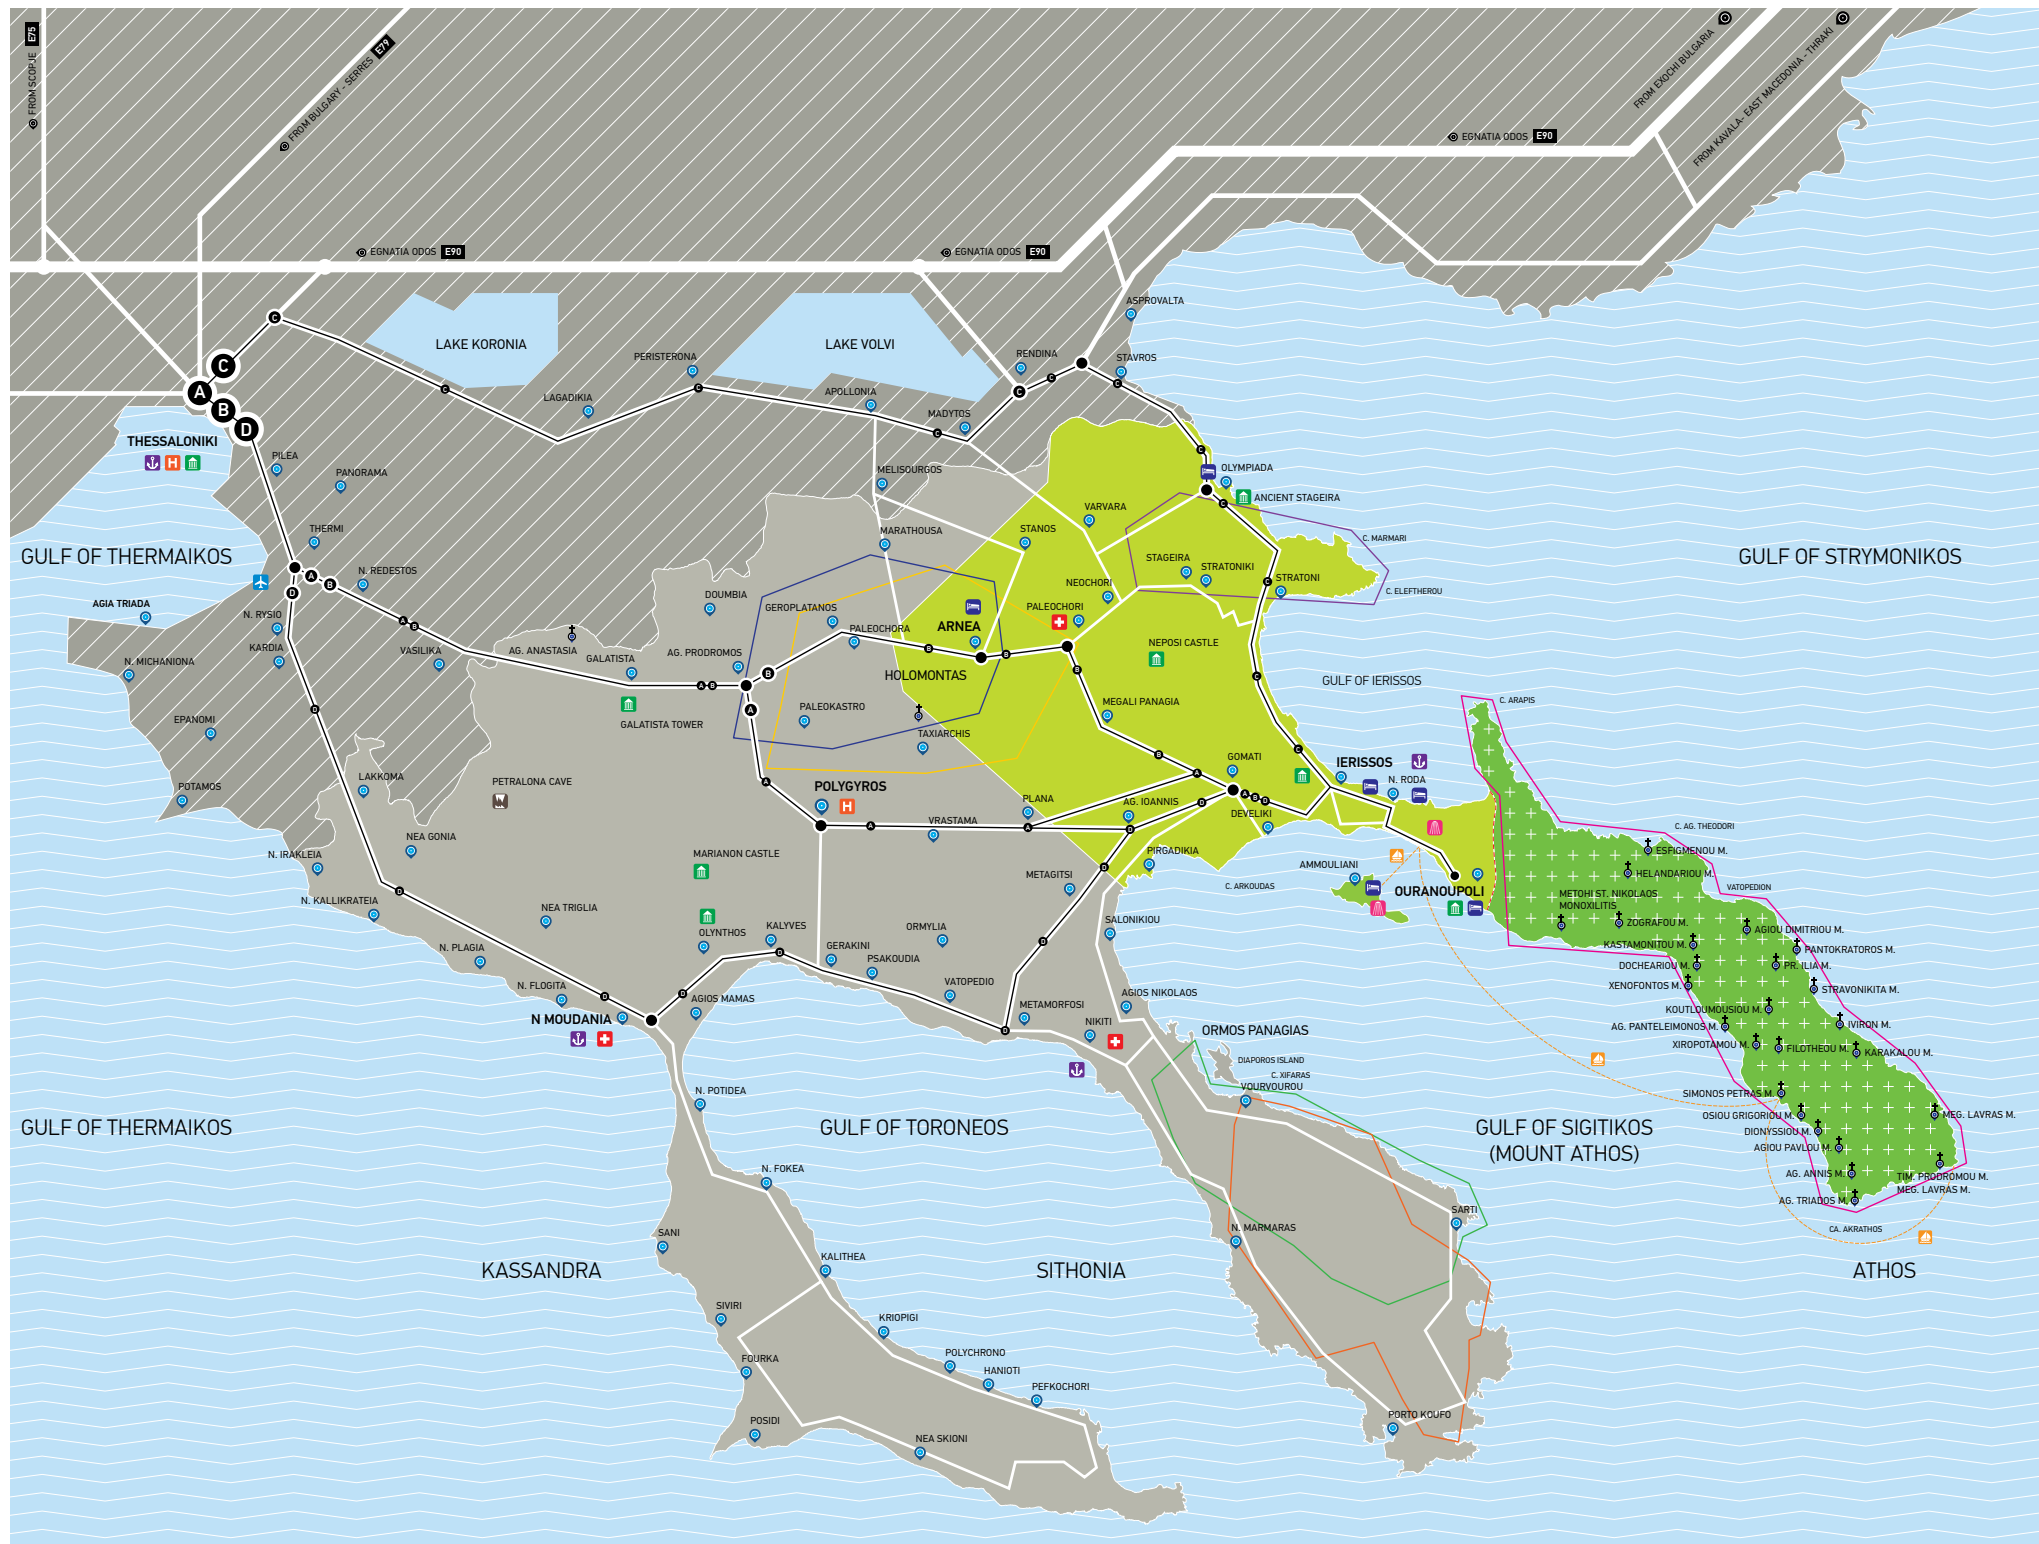 FROM SCOPJE E75
FROM BULGARY - SERRES E79
FROM EXOCHI BULGARIA
FROM KAVALA- EAST MACEDONIA - THRAKI
EGNATIA ODOS E90
EGNATIA ODOS E90
EGNATIA ODOS E90
ASPROVALTA
LAKE KORONIA
LAKE VOLVI
PERISTERONA
RENDINA
STAVROS
C
C
A
B
D
LAGADIKIA
APOLLONIA
MADYTOS
THESSALONIKI
H
PILEA
PANORAMA
MELISOURGOS
OLYMPIADA
ANCIENT STAGEIRA
VARVARA
THERMI
MARATHOUSA
STANOS
C. MARMARI
GULF OF THERMAIKOS
GULF OF STRYMONIKOS
STAGEIRA
STRATONIKI
STRATONI
N. REDESTOS
NEOCHORI
C. ELEFTHEROU
AGIA TRIADA
DOUMBIA
GEROPLATANOS
PALEOCHORI
N. RYSIO
PALEOCHORA
ARNEA
KARDIA
VASILIKA
AG. ANASTASIA
GALATISTA
AG. PRODROMOS
NEPOSI CASTLE
N. MICHANIONA
HOLOMONTAS
GULF OF IERISSOS
GALATISTA TOWER
PALEOKASTRO
MEGALI PANAGIA
C. ARAPIS
EPANOMI
TAXIARCHIS
GOMATI
IERISSOS
LAKKOMA
PETRALONA CAVE
POLYGYROS
H
N. RODA
POTAMOS
PLANA
AG. IOANNIS
DEVELIKI
VRASTAMA
NEA GONIA
C. AG. THEODORI
N. IRAKLEIA
MARIANON CASTLE
PIRGADIKIA
ESFIGMENOU M.
AMMOULIANI
HELANDARIOU M.
METAGITSI
C. ARKOUDAS
OURANOUPOLI
VATOPEDION
METOHI ST. NIKOLAOS
MONOXILITIS
N. KALLIKRATEIA
NEA TRIGLIA
SALONIKIOU
ZOGRAFOU M.
AGIOU DIMITRIOU M.
OLYNTHOS
KALYVES
ORMYLIA
KASTAMONITOU M.
PANTOKRATOROS M.
N. PLAGIA
GERAKINI
PSAKOUDIA
DOCHEARIOU M.
PR. ILIA M.
N. FLOGITA
VATOPEDIO
XENOFONTOS M.
STRAVONIKITA M.
AGIOS MAMAS
METAMORFOSI
AGIOS NIKOLAOS
KOUTLOUMOUSIOU M.
N MOUDANIA
NIKITI
ORMOS PANAGIAS
AG. PANTELEIMONOS M.
IVIRON M.
XIROPOTAMOU M.
FILOTHEOU M.
KARAKALOU M.
DIAPOROS ISLAND
C. XIFARAS
VOURVOUROU
N. POTIDEA
SIMONOS PETRAS M.
OSIOU GRIGORIOU M.
MEG. LAVRAS M.
GULF OF THERMAIKOS
GULF OF TORONEOS
GULF OF SIGITIKOS
(MOUNT ATHOS)
DIONYSSIOU M.
AGIOU PAVLOU M.
N. FOKEA
AG. ANNIS M.
TIM. PRODROMOU M.
MEG. LAVRAS M.
AG. TRIADOS M.
SARTI
N. MARMARAS
CA. AKRATHOS
SANI
KALITHEA
KASSANDRA
SITHONIA
ATHOS
SIVIRI
KRIOPIGI
FOURKA
POLYCHRONO
HANIOTI
PEFKOCHORI
POSIDI
PORTO KOUFO
NEA SKIONI